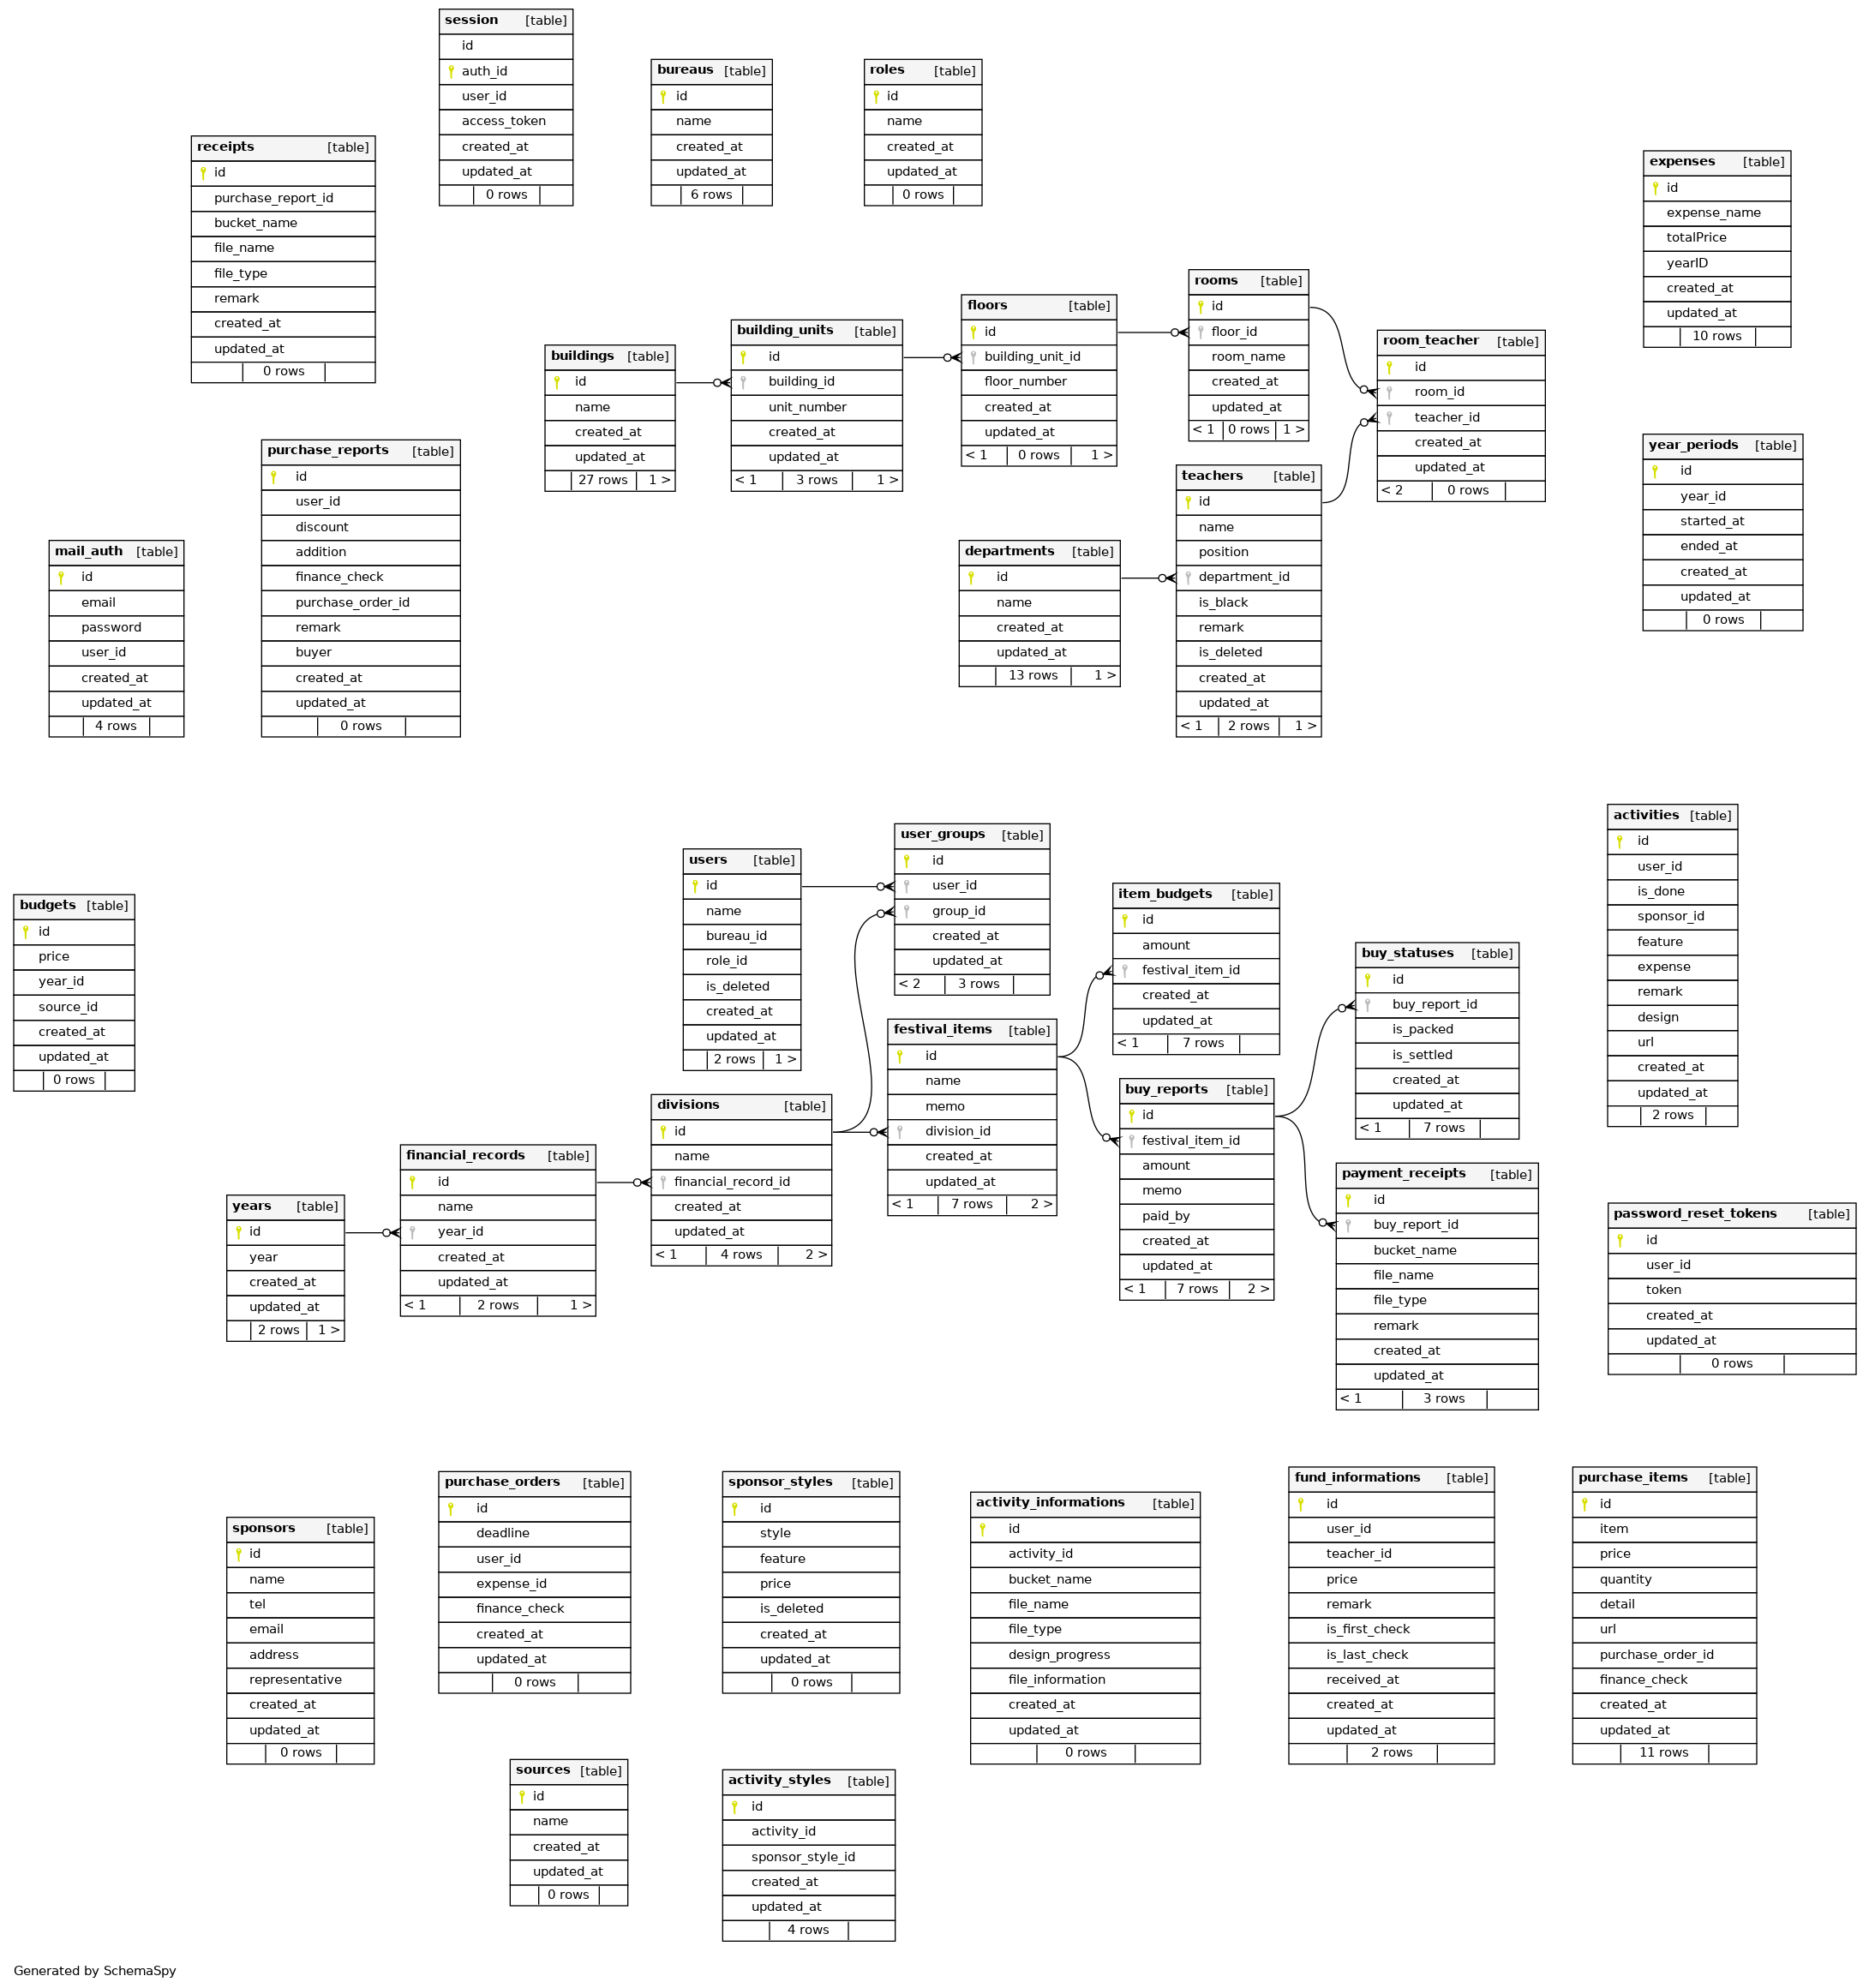 session [table]
id
auth_id
user_id
access_token
created_at
updated_at
0 rows
bureaus [table]
id
name
created_at
updated_at
6 rows
roles [table]
id
name
created_at
updated_at
0 rows
receipts [table]
id
purchase_report_id
bucket_name
file_name
file_type
remark
created_at
updated_at
0 rows
expenses [table]
id
expense_name
totalPrice
yearID
created_at
updated_at
10 rows
buildings [table]
id
name
created_at
updated_at
27 rows 1 >
building_units [table]
id
building_id
unit_number
created_at
updated_at
< 1 3 rows 1 >
floors [table]
id
building_unit_id
floor_number
created_at
updated_at
< 1 0 rows 1 >
rooms [table]
id
floor_id
room_name
created_at
updated_at
< 1 0 rows 1 >
room_teacher [table]
id
room_id
teacher_id
created_at
updated_at
< 2 0 rows
year_periods [table]
id
year_id
started_at
ended_at
created_at
updated_at
0 rows
purchase_reports [table]
id
user_id
discount
addition
finance_check
purchase_order_id
remark
buyer
created_at
updated_at
0 rows
mail_auth [table]
id
email
password
user_id
created_at
updated_at
4 rows
departments [table]
id
name
created_at
updated_at
13 rows 1 >
teachers [table]
id
name
position
department_id
is_black
remark
is_deleted
created_at
updated_at
< 1 2 rows 1 >
budgets [table]
id
price
year_id
source_id
created_at
updated_at
0 rows
users [table]
id
name
bureau_id
role_id
is_deleted
created_at
updated_at
2 rows 1 >
user_groups [table]
id
user_id
group_id
created_at
updated_at
< 2 3 rows
item_budgets [table]
id
amount
festival_item_id
created_at
updated_at
< 1 7 rows
activities [table]
id
user_id
is_done
sponsor_id
feature
expense
remark
design
url
created_at
updated_at
2 rows
years [table]
id
year
created_at
updated_at
2 rows 1 >
financial_records [table]
id
name
year_id
created_at
updated_at
< 1 2 rows 1 >
divisions [table]
id
name
financial_record_id
created_at
updated_at
< 1 4 rows 2 >
festival_items [table]
id
name
memo
division_id
created_at
updated_at
< 1 7 rows 2 >
buy_reports [table]
id
festival_item_id
amount
memo
paid_by
created_at
updated_at
< 1 7 rows 2 >
buy_statuses [table]
id
buy_report_id
is_packed
is_settled
created_at
updated_at
< 1 7 rows
payment_receipts [table]
id
buy_report_id
bucket_name
file_name
file_type
remark
created_at
updated_at
< 1 3 rows
password_reset_tokens [table]
id
user_id
token
created_at
updated_at
0 rows
sponsors [table]
id
name
tel
email
address
representative
created_at
updated_at
0 rows
purchase_orders [table]
id
deadline
user_id
expense_id
finance_check
created_at
updated_at
0 rows
sponsor_styles [table]
id
style
feature
price
is_deleted
created_at
updated_at
0 rows
activity_informations [table]
id
activity_id
bucket_name
file_name
file_type
design_progress
file_information
created_at
updated_at
0 rows
fund_informations [table]
id
user_id
teacher_id
price
remark
is_first_check
is_last_check
received_at
created_at
updated_at
2 rows
purchase_items [table]
id
item
price
quantity
detail
url
purchase_order_id
finance_check
created_at
updated_at
11 rows
sources [table]
id
name
created_at
updated_at
0 rows
activity_styles [table]
id
activity_id
sponsor_style_id
created_at
updated_at
4 rows
Generated by SchemaSpy